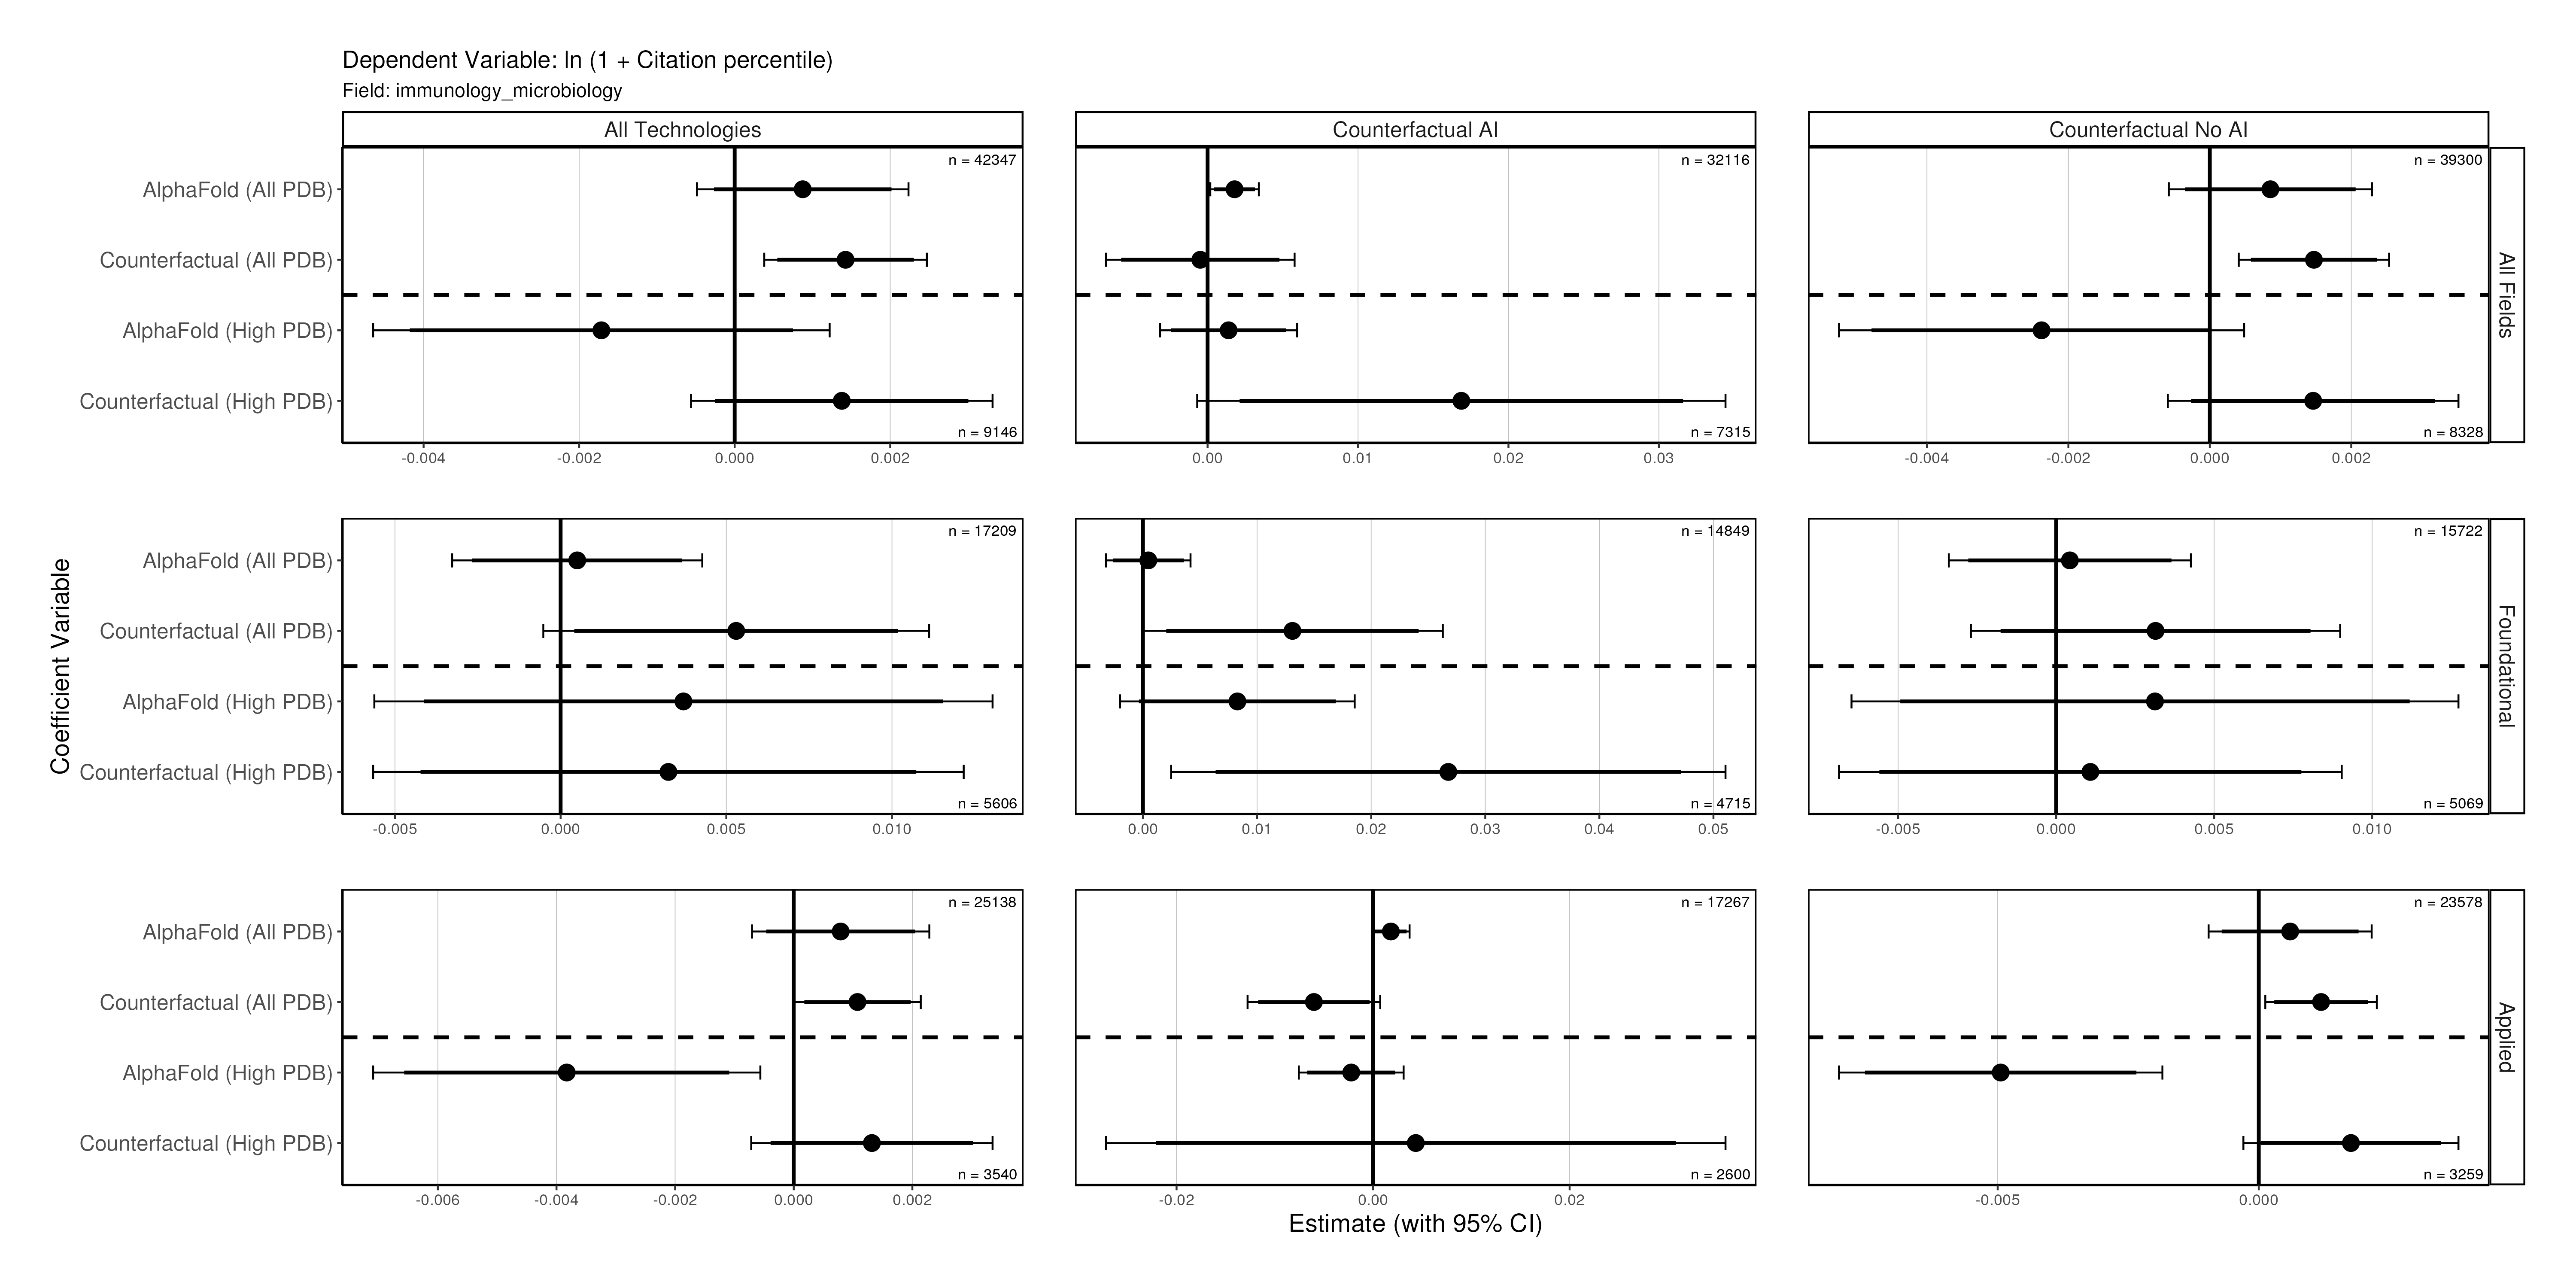 Dependent Variable: ln (1 + Citation percentile)
Field: immunology_microbiology
All Technologies
Counterfactual AI
Counterfactual No AI
Coefficient Variable
AlphaFold (All PDB)
Counterfactual (All PDB)
AlphaFold (High PDB)
Counterfactual (High PDB)
n = 42347
n = 9146
-0.004 -0.002 0.000 0.002
n = 32116
n = 7315
0.00 0.01 0.02 0.03
n = 39300
n = 8328
-0.004 -0.002 0.000 0.002
All Fields
AlphaFold (All PDB)
Counterfactual (All PDB)
AlphaFold (High PDB)
Counterfactual (High PDB)
n = 17209
n = 5606
-0.005 0.000 0.005 0.010
n = 14849
n = 4715
0.00 0.01 0.02 0.03 0.04 0.05
n = 15722
n = 5069
-0.005 0.000 0.005 0.010
Foundational
AlphaFold (All PDB)
Counterfactual (All PDB)
AlphaFold (High PDB)
Counterfactual (High PDB)
n = 25138
n = 3540
-0.006 -0.004 -0.002 0.000 0.002
n = 17267
n = 2600
-0.02 0.00 0.02
n = 23578
n = 3259
-0.005 0.000
Applied
Estimate (with 95% CI)